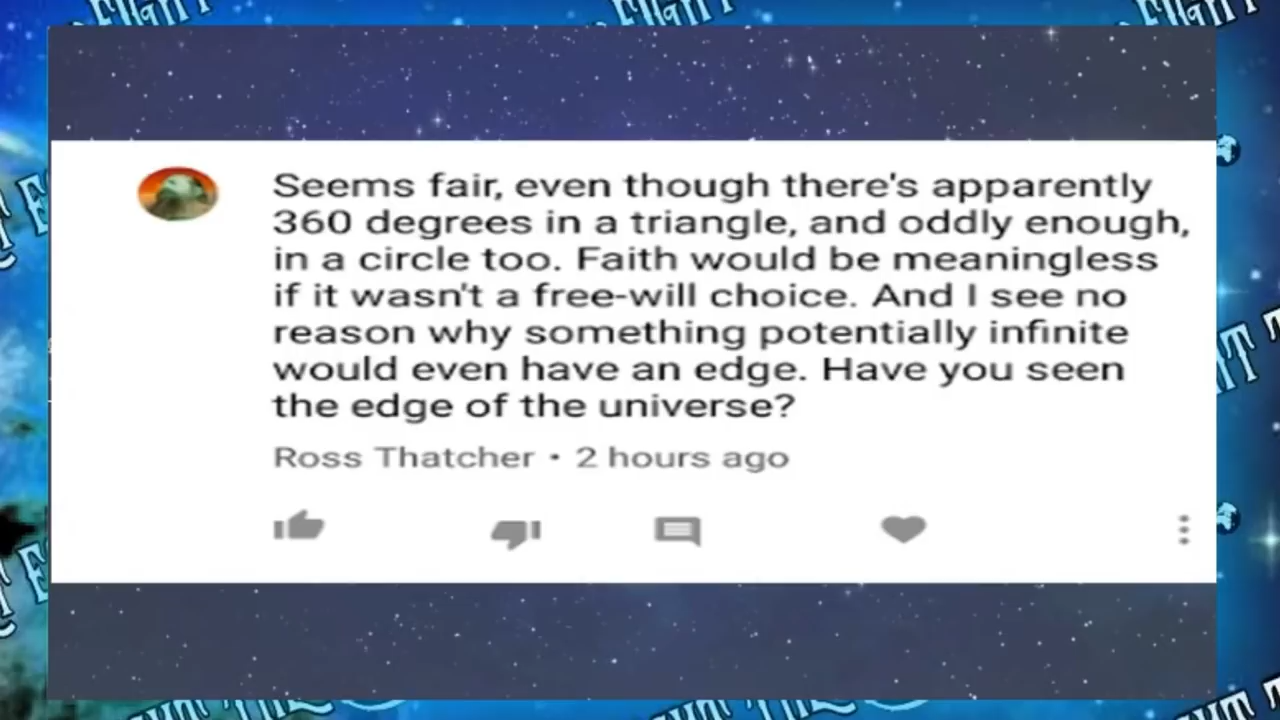 Seems fair, even though there's apparently
360 degrees in a triangle, and oddly enough,
in a circle too. Faith would be meaningless
if it wasn't a free-will choice. And I see no
reason why something potentially infinite
would even have an edge. Have you seen
the edge of the universe?
Ross Thatcher • 2 hours ago